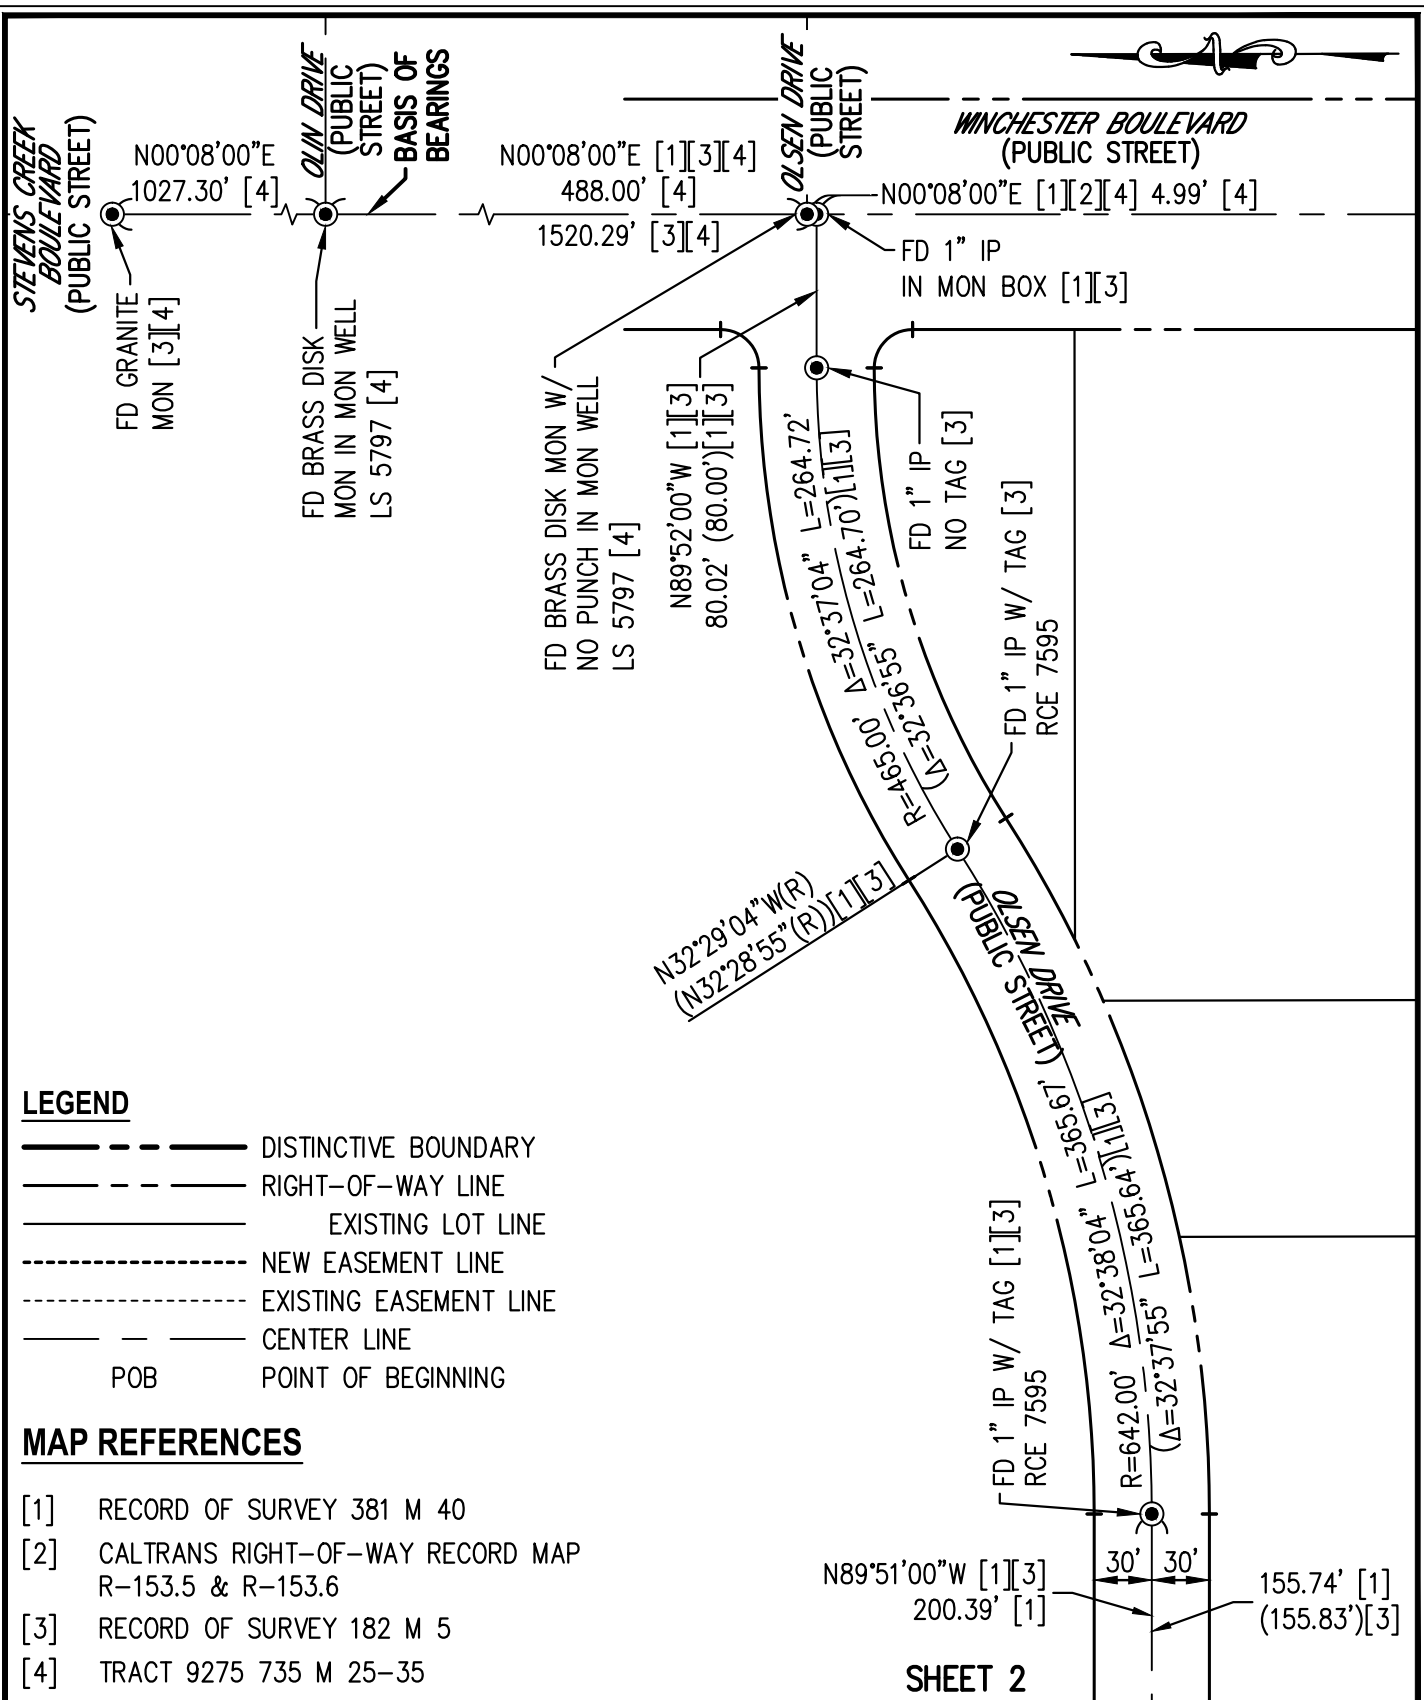 STEVENS CREEK
BOULEVARD
(PUBLIC STREET)
N00°08'00"E
1027.30' [4]
OLIN DRIVE
(PUBLIC
STREET)
BASIS OF
BEARINGS
N00°08'00"E [1][3][4]
488.00' [4]
1520.29' [3][4]
OLSEN DRIVE
(PUBLIC
STREET)
N
WINCHESTER BOULEVARD
(PUBLIC STREET)
N00°08'00"E [1][2][4] 4.99' [4]
FD 1" IP
IN MON BOX [1][3]
FD GRANITE
MON [3][4]
FD BRASS DISK
MON IN MON WELL
LS 5797 [4]
FD BRASS DISK MON W/
NO PUNCH IN MON WELL
LS 5797 [4]
N89°52'00"W [1][3]
80.02' (80.00')[1][3]
FD 1" IP
NO TAG [3]
R=465.00' Δ=32°37'04" L=264.72'
(Δ=32°36'55" L=264.70')[1][3]
FD 1" IP W/ TAG [3]
RCE 7595
N32°29'04"W(R)
(N32°28'55"(R))[1][3]
OLSEN DRIVE
(PUBLIC STREET)
R=642.00' Δ=32°38'04" L=365.67'
(Δ=32°37'55" L=365.64')[1][3]
FD 1" IP W/ TAG [1][3]
RCE 7595
30' 30'
N89°51'00"W [1][3]
200.39' [1]
155.74' [1]
(155.83')[3]
SHEET 2
LEGEND
DISTINCTIVE BOUNDARY
RIGHT-OF-WAY LINE
EXISTING LOT LINE
NEW EASEMENT LINE
EXISTING EASEMENT LINE
CENTER LINE
POB POINT OF BEGINNING
MAP REFERENCES
[1] RECORD OF SURVEY 381 M 40
[2] CALTRANS RIGHT-OF-WAY RECORD MAP
R-153.5 & R-153.6
[3] RECORD OF SURVEY 182 M 5
[4] TRACT 9275 735 M 25-35